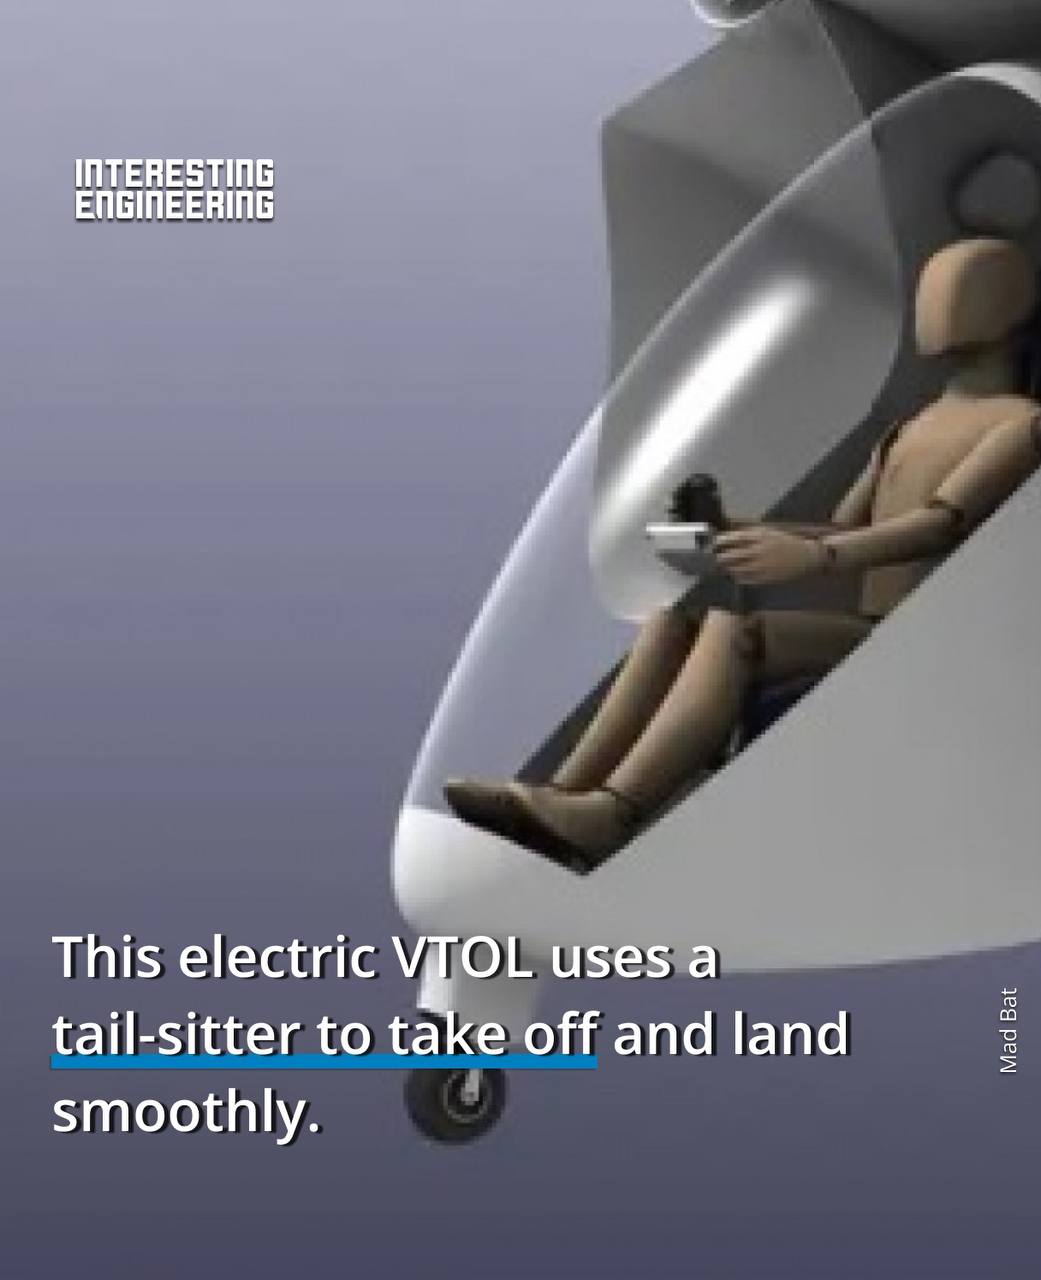 INTERESTING
ENGINEERING
This electric VTOL uses a
tail-sitter to take off and land
smoothly.
Mad Bat